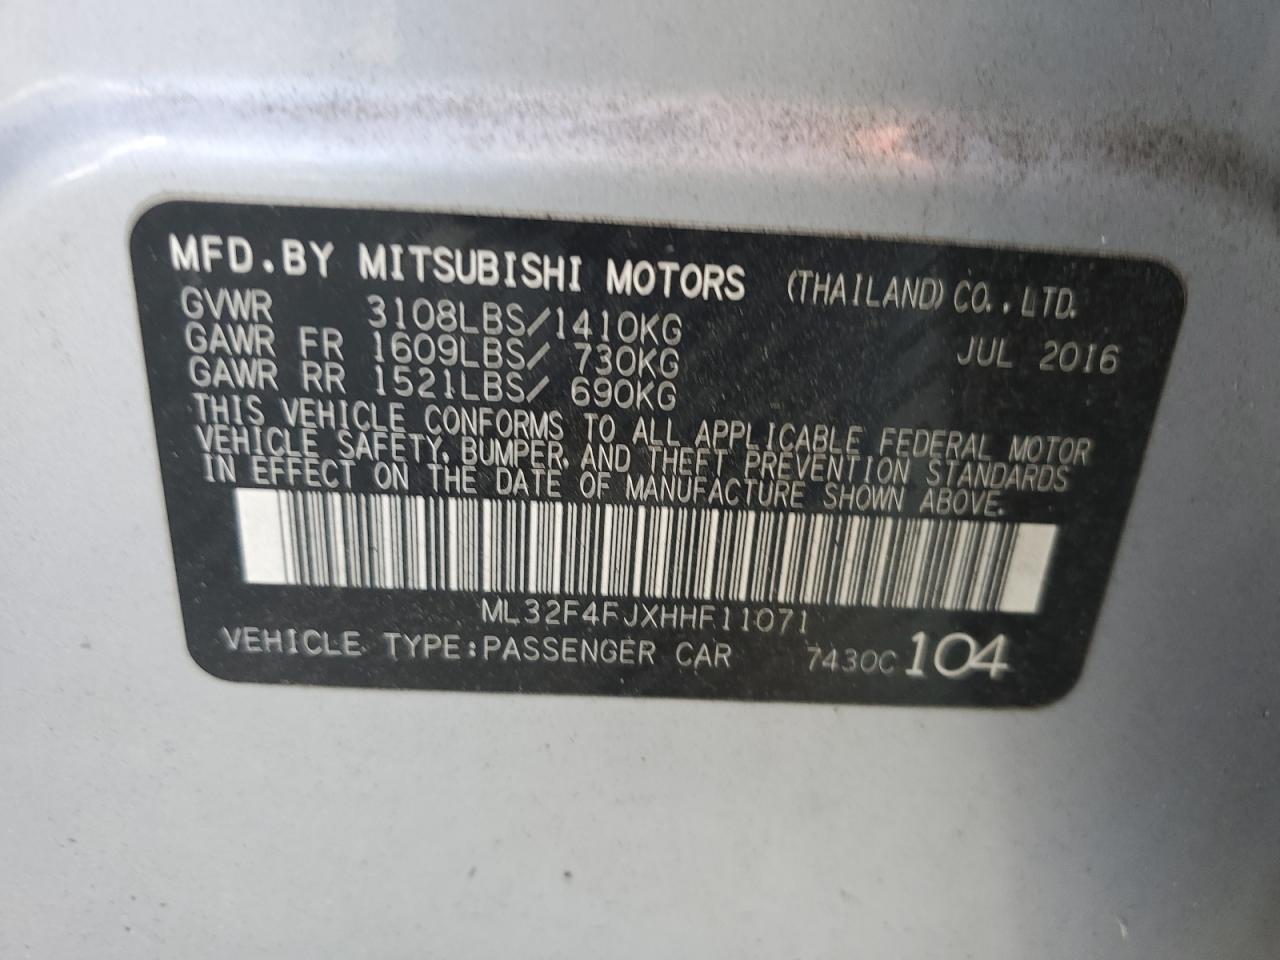 MFD.BY MITSUBISHI MOTORS (THAILAND) CO.,LTD.
GVWR 3108LBS/1410KG
GAWR FR 1609LBS/ 730KG JUL 2016
GAWR RR 1521LBS/ 690KG
THIS VEHICLE CONFORMS TO ALL APPLICABLE FEDERAL MOTOR
VEHICLE SAFETY, BUMPER, AND THEFT PREVENTION STANDARDS
IN EFFECT ON THE DATE OF MANUFACTURE SHOWN ABOVE.
ML32F4FJXHHF11071
VEHICLE TYPE:PASSENGER CAR 7430C 104